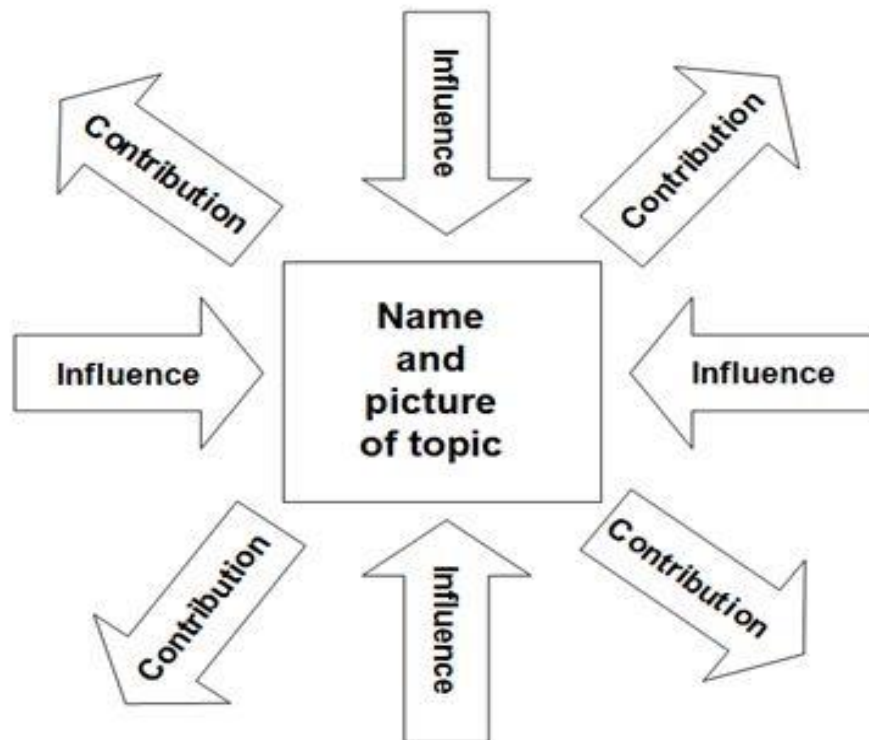 Influence
Contribution
Contribution
Influence
Name
and
picture
of topic
Influence
Contribution
Influence
Contribution